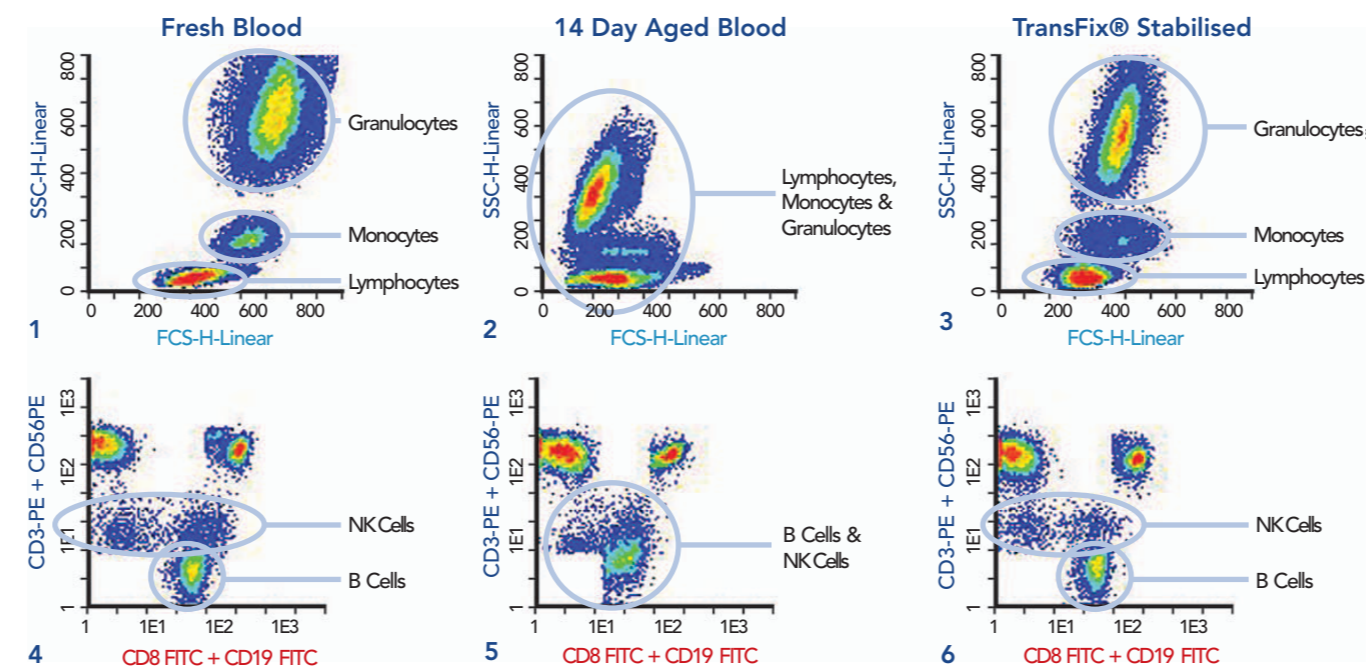 Fresh Blood
14 Day Aged Blood
TransFix® Stabilised
SSC-H-Linear
800
600
400
200
0
Granulocytes
Monocytes
Lymphocytes
0 200 400 600 800
1
FCS-H-Linear
SSC-H-Linear
800
600
400
200
0
Lymphocytes,
Monocytes &
Granulocytes
0 200 400 600 800
2
FCS-H-Linear
SSC-H-Linear
800
600
400
200
0
Granulocytes
Monocytes
Lymphocytes
0 200 400 600 800
3
FCS-H-Linear
CD3-PE + CD56PE
1E3
1E2
1E1
1
NK Cells
B Cells
1 1E1 1E2 1E3
4
CD8 FITC + CD19 FITC
CD3-PE + CD56-PE
1E3
1E2
1E1
1
B Cells &
NK Cells
1 1E1 1E2 1E3
5
CD8 FITC + CD19 FITC
CD3-PE + CD56-PE
1E3
1E2
1E1
1
NK Cells
B Cells
1 1E1 1E2 1E3
6
CD8 FITC + CD19 FITC